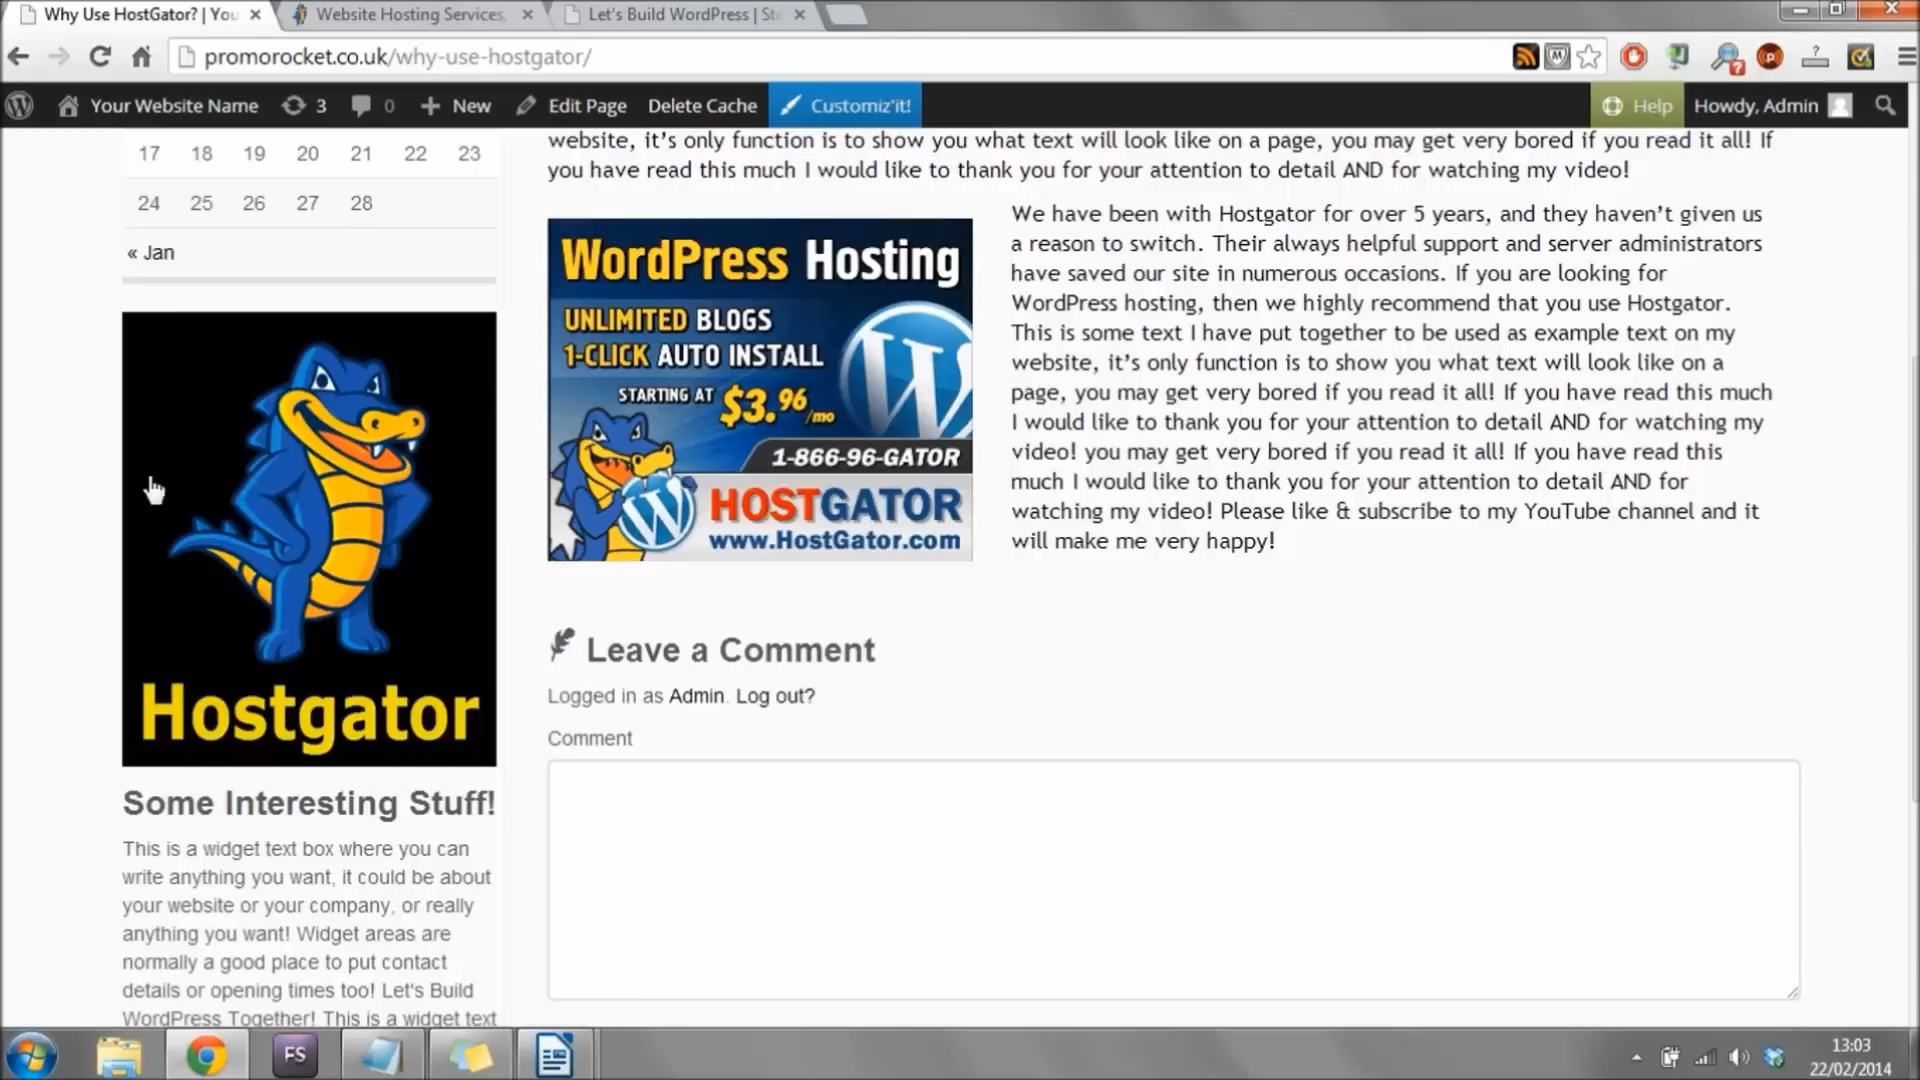 Why Use HostGator? | You
Website Hosting Services,
Let's Build WordPress | Ste
promorocket.co.uk/why-use-hostgator/
Your Website Name
3
0
New
Edit Page
Delete Cache
Customiz'it!
Help
Howdy, Admin
17 18 19 20 21 22 23
24 25 26 27 28
« Jan
Hostgator
Some Interesting Stuff!
This is a widget text box where you can
write anything you want, it could be about
your website or your company, or really
anything you want! Widget areas are
normally a good place to put contact
details or opening times too! Let's Build
WordPress Together! This is a widget text
website, it's only function is to show you what text will look like on a page, you may get very bored if you read it all! If
you have read this much I would like to thank you for your attention to detail AND for watching my video!
WordPress Hosting
UNLIMITED BLOGS
1-CLICK AUTO INSTALL
STARTING AT $3.96/mo
1-866-96-GATOR
HOSTGATOR
www.HostGator.com
We have been with Hostgator for over 5 years, and they haven't given us
a reason to switch. Their always helpful support and server administrators
have saved our site in numerous occasions. If you are looking for
WordPress hosting, then we highly recommend that you use Hostgator.
This is some text I have put together to be used as example text on my
website, it's only function is to show you what text will look like on a
page, you may get very bored if you read it all! If you have read this much
I would like to thank you for your attention to detail AND for watching my
video! you may get very bored if you read it all! If you have read this
much I would like to thank you for your attention to detail AND for
watching my video! Please like & subscribe to my YouTube channel and it
will make me very happy!
Leave a Comment
Logged in as Admin. Log out?
Comment
FS
13:03
22/02/2014